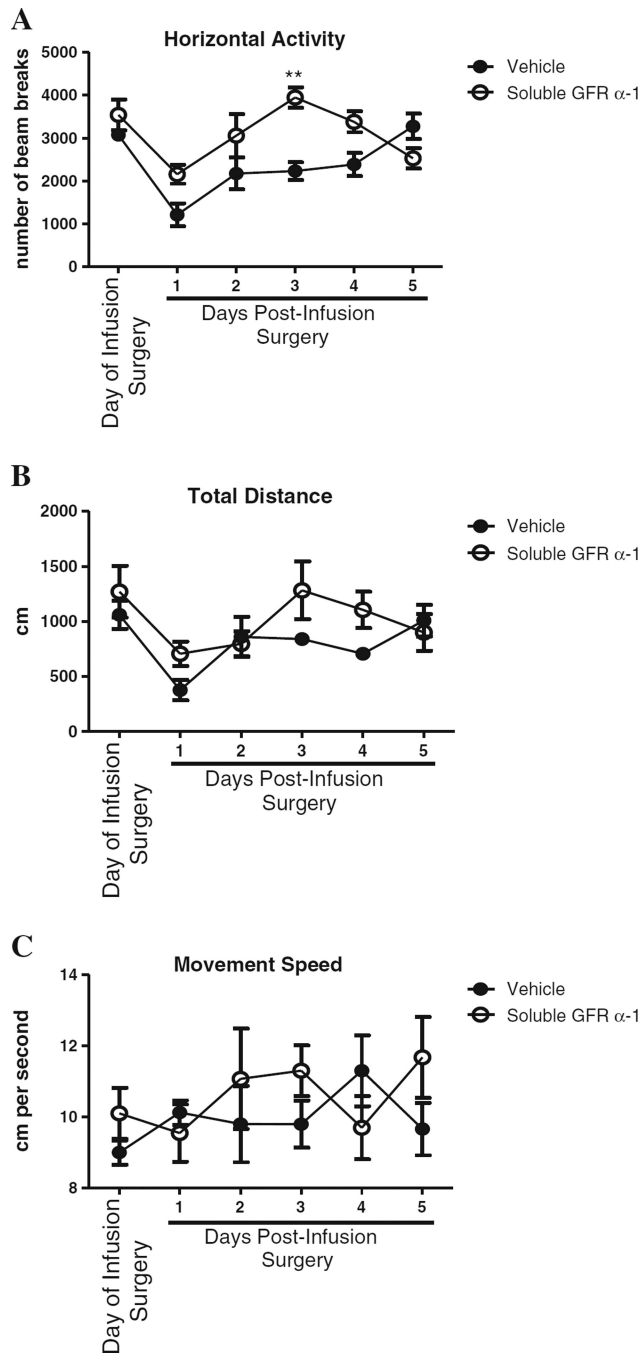 A
Horizontal Activity
5000
4000
3000
2000
1000
0
number of beam breaks
**
Vehicle
Soluble GFR α-1
Day of Infusion
Surgery
1 2 3 4 5
Days Post-Infusion
Surgery
B
Total Distance
2000
1500
1000
500
0
cm
Vehicle
Soluble GFR α-1
Day of Infusion
Surgery
1 2 3 4 5
Days Post-Infusion
Surgery
C
Movement Speed
14
12
10
8
cm per second
Vehicle
Soluble GFR α-1
Day of Infusion
Surgery
1 2 3 4 5
Days Post-Infusion
Surgery